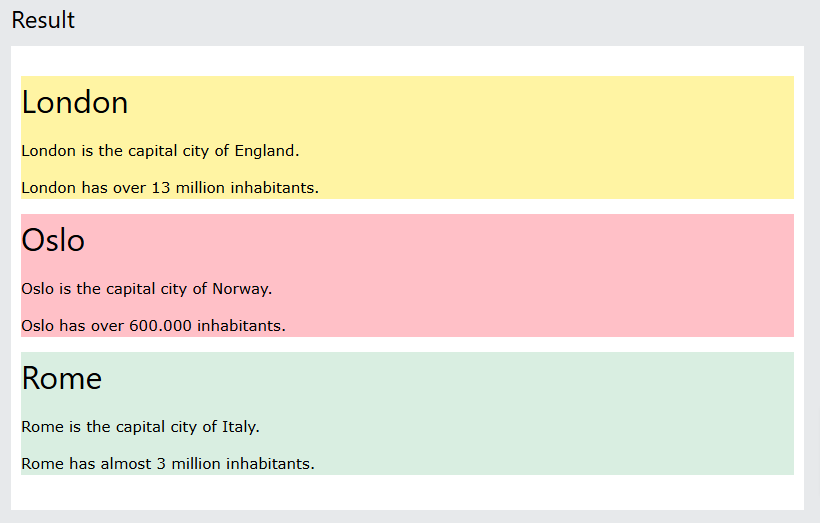 Result
London
London is the capital city of England.
London has over 13 million inhabitants.
Oslo
Oslo is the capital city of Norway.
Oslo has over 600.000 inhabitants.
Rome
Rome is the capital city of Italy.
Rome has almost 3 million inhabitants.